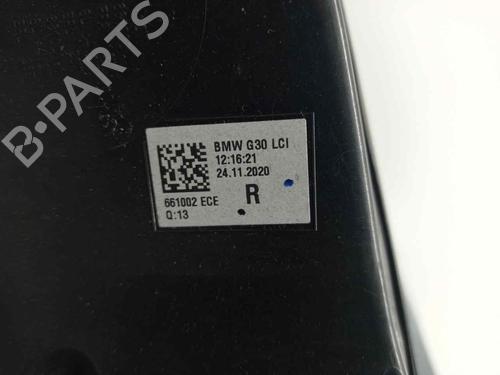 BMW G30 LCI
12:16:21
24.11.2020
661002 ECE
R
Q:13
B-PARTS